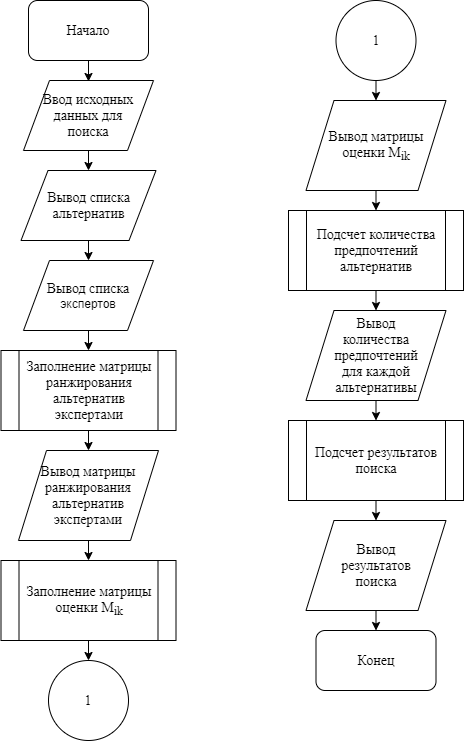 Начало
Ввод исходных
данных для
поиска
Вывод списка
альтернатив
Вывод списка
экспертов
Заполнение матрицы
ранжирования
альтернатив
экспертами
Вывод матрицы
ранжирования
альтернатив
экспертами
Заполнение матрицы
оценки Mik
1
1
Вывод матрицы
оценки Mik
Подсчет количества
предпочтений
альтернатив
Вывод
количества
предпочтений
для каждой
альтернативы
Подсчет результатов
поиска
Вывод
результатов
поиска
Конец